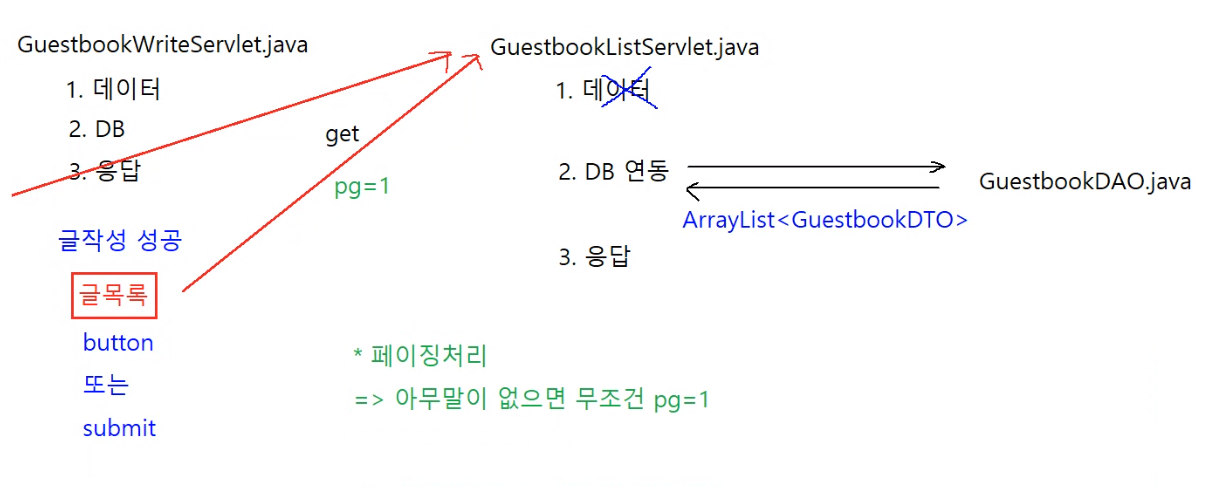 GuestbookWriteServlet.java
1. 데이터
2. DB
3. 응답
글작성 성공
글목록
button
또는
submit
get
pg=1
* 페이징처리
=> 아무말이 없으면 무조건 pg=1
GuestbookListServlet.java
1. 데이터
2. DB 연동
ArrayList<GuestbookDTO>
3. 응답
GuestbookDAO.java